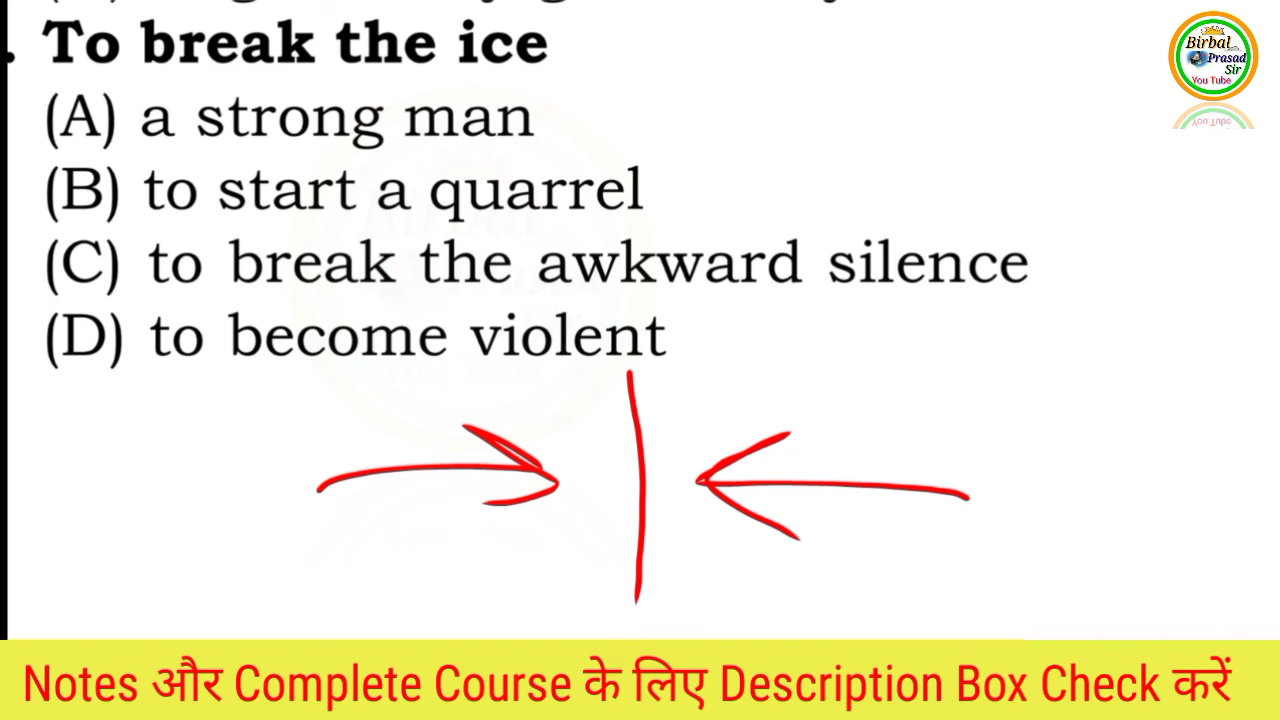 . To break the ice
(A) a strong man
(B) to start a quarrel
(C) to break the awkward silence
(D) to become violent
Birbal
Prasad
Sir
You Tube
Notes और Complete Course के लिए Description Box Check करें